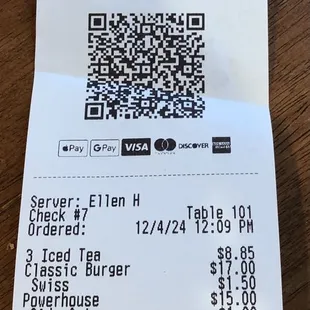 Pay G Pay VISA DISCOVER
Server: Ellen H
Check #7 Table 101
Ordered: 12/4/24 12:09 PM
3 Iced Tea $8.85
Classic Burger $17.00
Swiss $1.50
Powerhouse $15.00